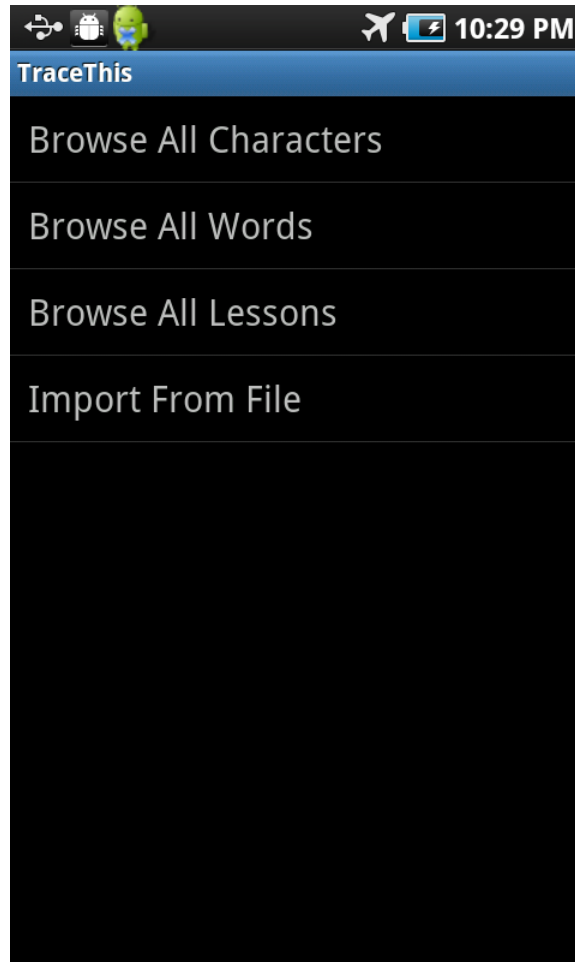 10:29 PM
TraceThis
Browse All Characters
Browse All Words
Browse All Lessons
Import From File